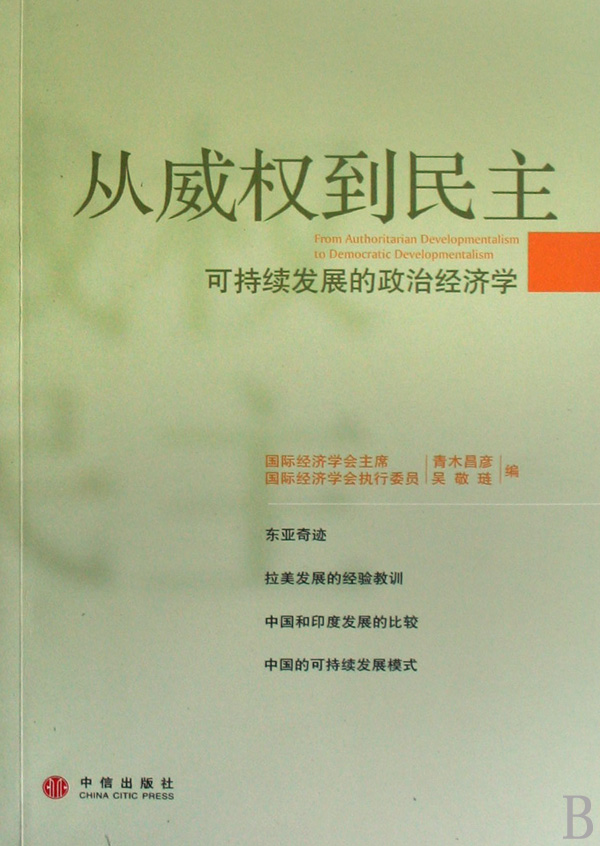 从威权到民主
From Authoritarian Developmentalism
to Democratic Developmentalism
可持续发展的政治经济学
国际经济学会主席 青木昌彦
国际经济学会执行委员 吴敬琏 编
东亚奇迹
拉美发展的经验教训
中国和印度发展的比较
中国的可持续发展模式
中信出版社
CHINA CITIC PRESS
B